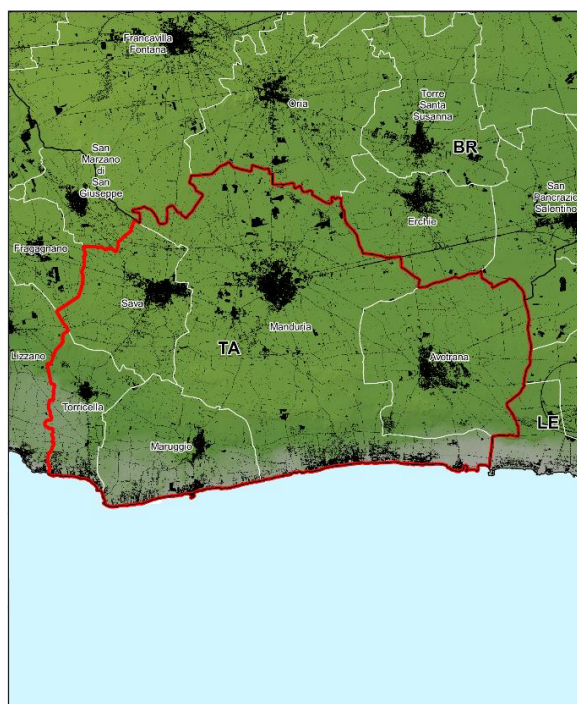 Francavilla
Fontana
Oria
Torre
Santa
Susanna
BR
San
Marzano
di
San
Giuseppe
San
Pancrazio
Salentino
Erchie
Fragagnano
Sava
Manduria
TA
Lizzano
Avotrana
Torricella
Maruggio
LE